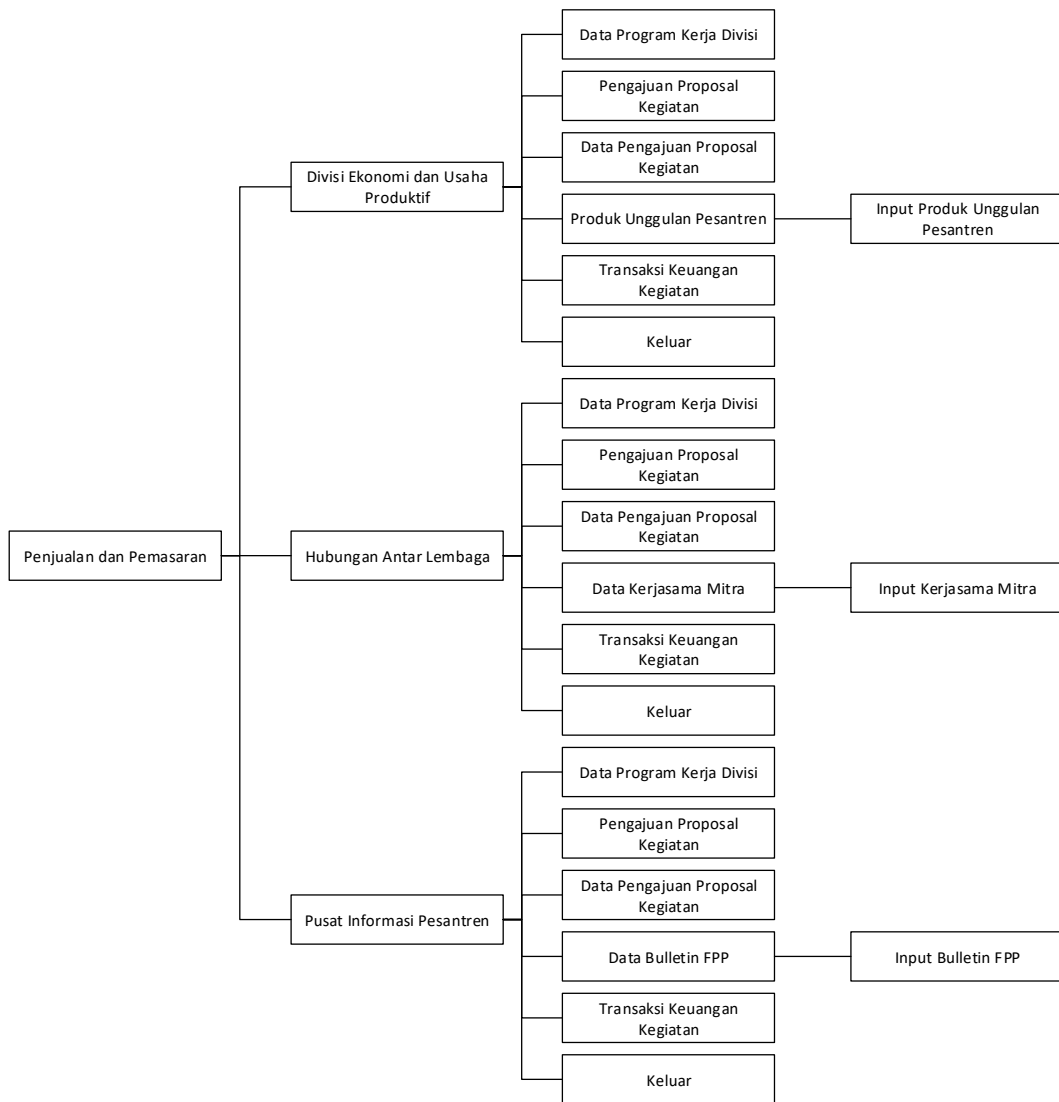 Penjualan dan Pemasaran
Divisi Ekonomi dan Usaha
Produktif
Data Program Kerja Divisi
Pengajuan Proposal
Kegiatan
Data Pengajuan Proposal
Kegiatan
Produk Unggulan Pesantren
Input Produk Unggulan
Pesantren
Transaksi Keuangan
Kegiatan
Keluar
Hubungan Antar Lembaga
Data Program Kerja Divisi
Pengajuan Proposal
Kegiatan
Data Pengajuan Proposal
Kegiatan
Data Kerjasama Mitra
Input Kerjasama Mitra
Transaksi Keuangan
Kegiatan
Keluar
Pusat Informasi Pesantren
Data Program Kerja Divisi
Pengajuan Proposal
Kegiatan
Data Pengajuan Proposal
Kegiatan
Data Bulletin FPP
Input Bulletin FPP
Transaksi Keuangan
Kegiatan
Keluar